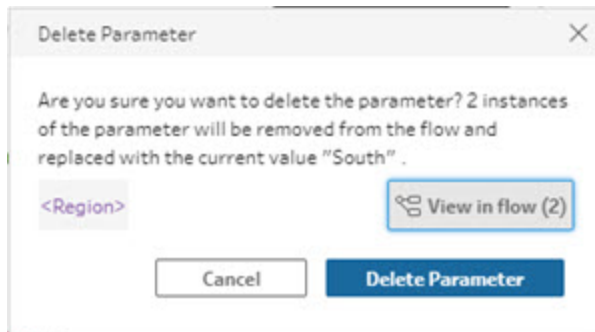 Delete Parameter
Are you sure you want to delete the parameter? 2 instances
of the parameter will be removed from the flow and
replaced with the current value "South" .
<Region>
View in flow (2)
Cancel
Delete Parameter